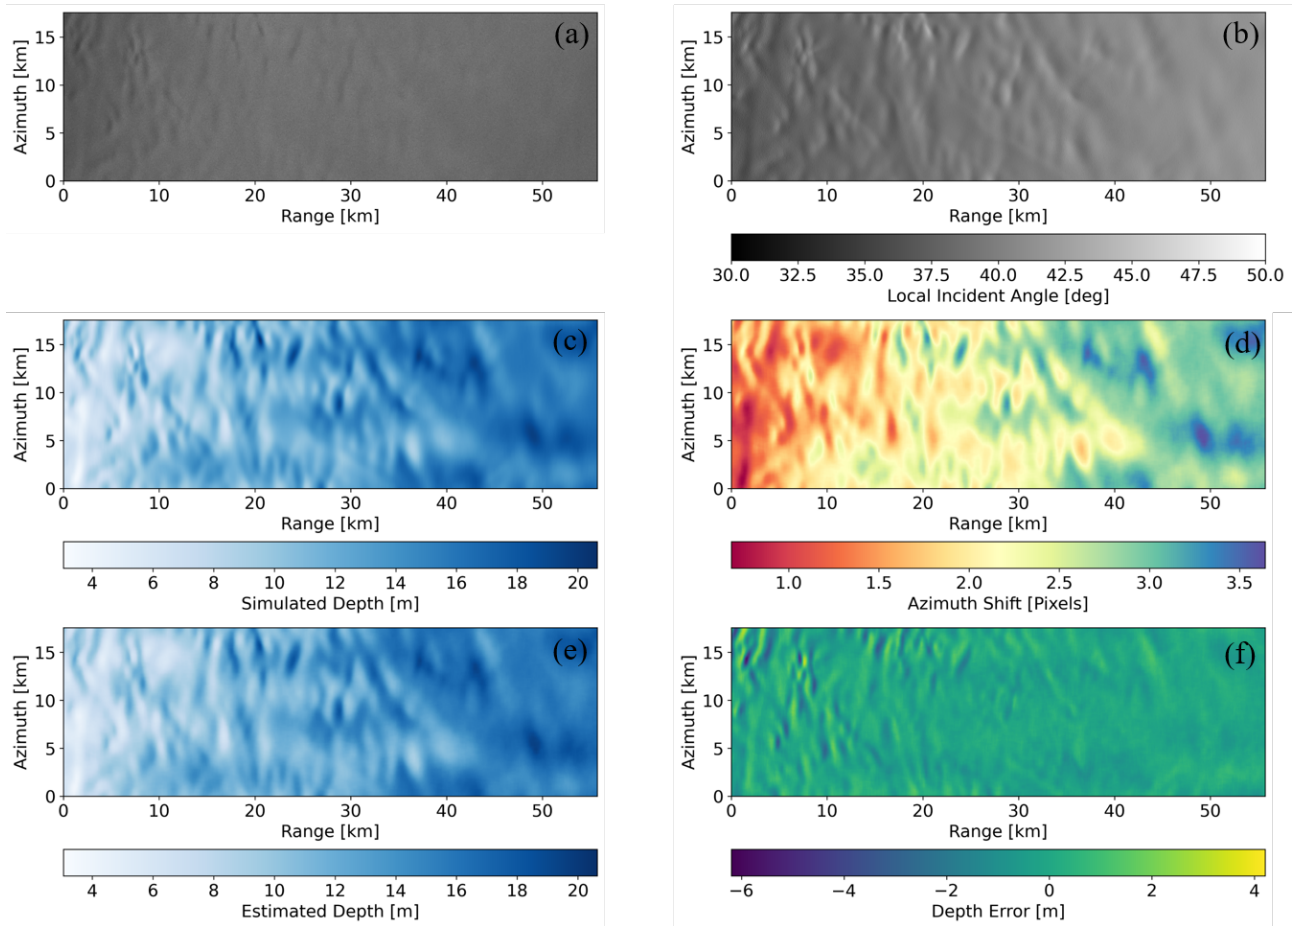 (a)
15
10
5
0
Azimuth [km]
0 10 20 30 40 50
Range [km]
(b)
15
10
5
0
Azimuth [km]
0 10 20 30 40 50
Range [km]
30.0 32.5 35.0 37.5 40.0 42.5 45.0 47.5 50.0
Local Incident Angle [deg]
(c)
15
10
5
0
Azimuth [km]
0 10 20 30 40 50
Range [km]
4 6 8 10 12 14 16 18 20
Simulated Depth [m]
(d)
15
10
5
0
Azimuth [km]
0 10 20 30 40 50
Range [km]
1.0 1.5 2.0 2.5 3.0 3.5
Azimuth Shift [Pixels]
(e)
15
10
5
0
Azimuth [km]
0 10 20 30 40 50
Range [km]
4 6 8 10 12 14 16 18 20
Estimated Depth [m]
(f)
15
10
5
0
Azimuth [km]
0 10 20 30 40 50
Range [km]
−6 −4 −2 0 2 4
Depth Error [m]